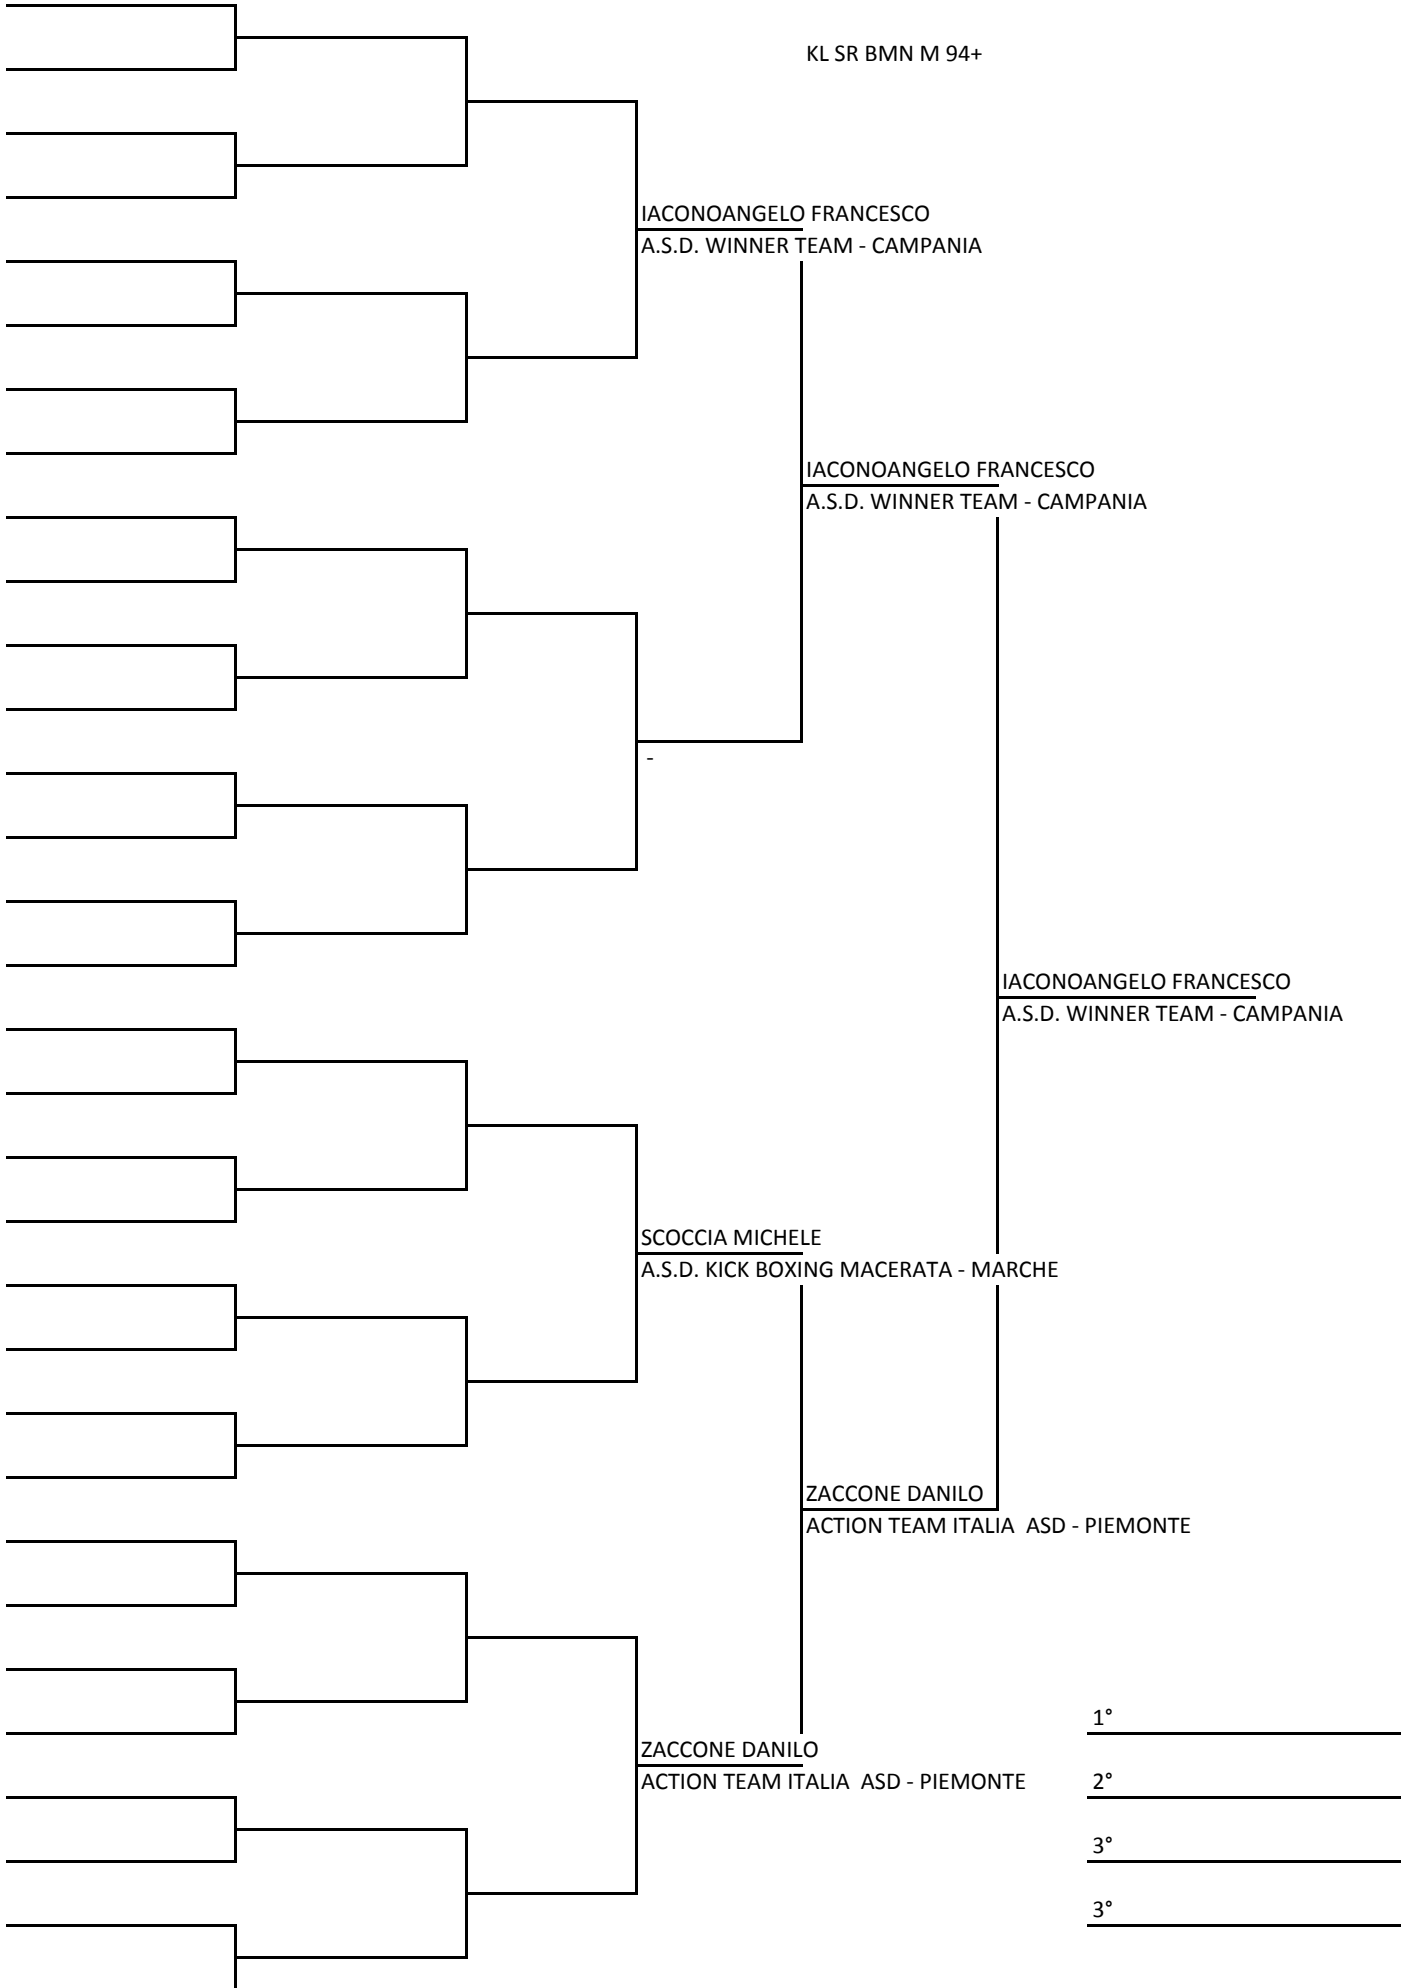 KL SR BMN M 94+
IACONOANGELO FRANCESCO
A.S.D. WINNER TEAM - CAMPANIA
IACONOANGELO FRANCESCO
A.S.D. WINNER TEAM - CAMPANIA
-
IACONOANGELO FRANCESCO
A.S.D. WINNER TEAM - CAMPANIA
SCOCCIA MICHELE
A.S.D. KICK BOXING MACERATA - MARCHE
ZACCONE DANILO
ACTION TEAM ITALIA  ASD - PIEMONTE
1°
ZACCONE DANILO
ACTION TEAM ITALIA  ASD - PIEMONTE
2°
3°
3°